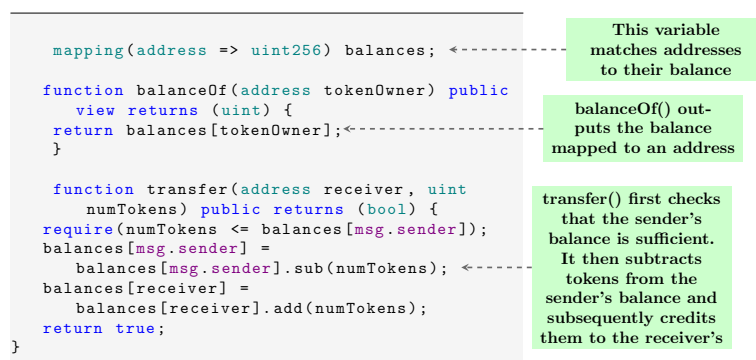 mapping(address => uint256) balances;
This variable
matches addresses
to their balance
function balanceOf(address tokenOwner) public
view returns (uint) {
return balances[tokenOwner];
}
balanceOf() out-
puts the balance
mapped to an address
function transfer(address receiver, uint
numTokens) public returns (bool) {
require(numTokens <= balances[msg.sender]);
balances[msg.sender] =
balances[msg.sender].sub(numTokens);
balances[receiver] =
balances[receiver].add(numTokens);
return true;
}
transfer() first checks
that the sender's
balance is sufficient.
It then subtracts
tokens from the
sender's balance and
subsequently credits
them to the receiver's